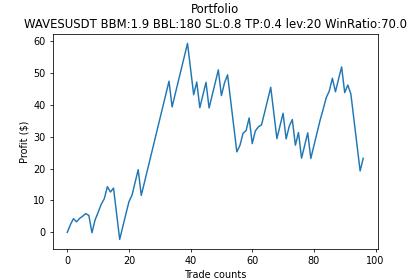 Portfolio
WAVESUSDT BBM:1.9 BBL:180 SL:0.8 TP:0.4 lev:20 WinRatio:70.0
60
50
40
30
20
10
0
Profit ($)
0 20 40 60 80 100
Trade counts